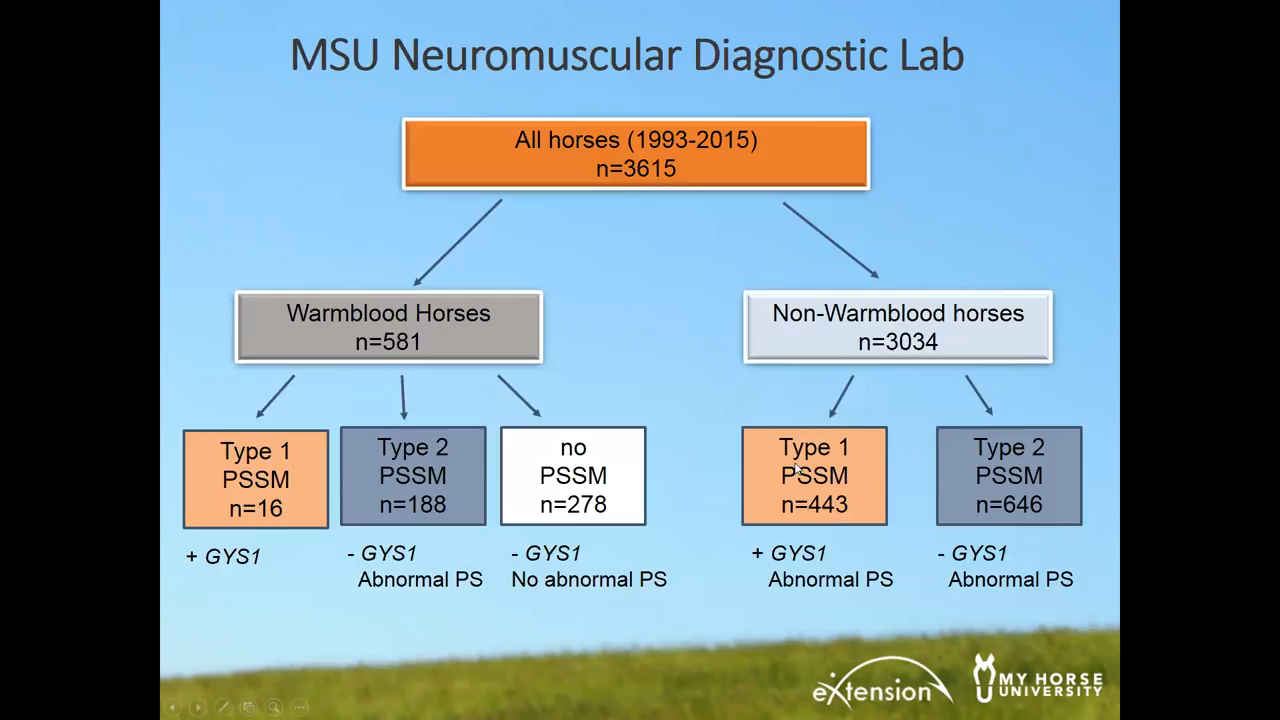 MSU Neuromuscular Diagnostic Lab
All horses (1993-2015)
n=3615
Warmblood Horses
n=581
Non-Warmblood horses
n=3034
Type 1
PSSM
n=16
Type 2
PSSM
n=188
no
PSSM
n=278
Type 1
PSSM
n=443
Type 2
PSSM
n=646
+ GYS1
- GYS1
Abnormal PS
- GYS1
No abnormal PS
+ GYS1
Abnormal PS
- GYS1
Abnormal PS
eXtension
MY HORSE
UNIVERSITY